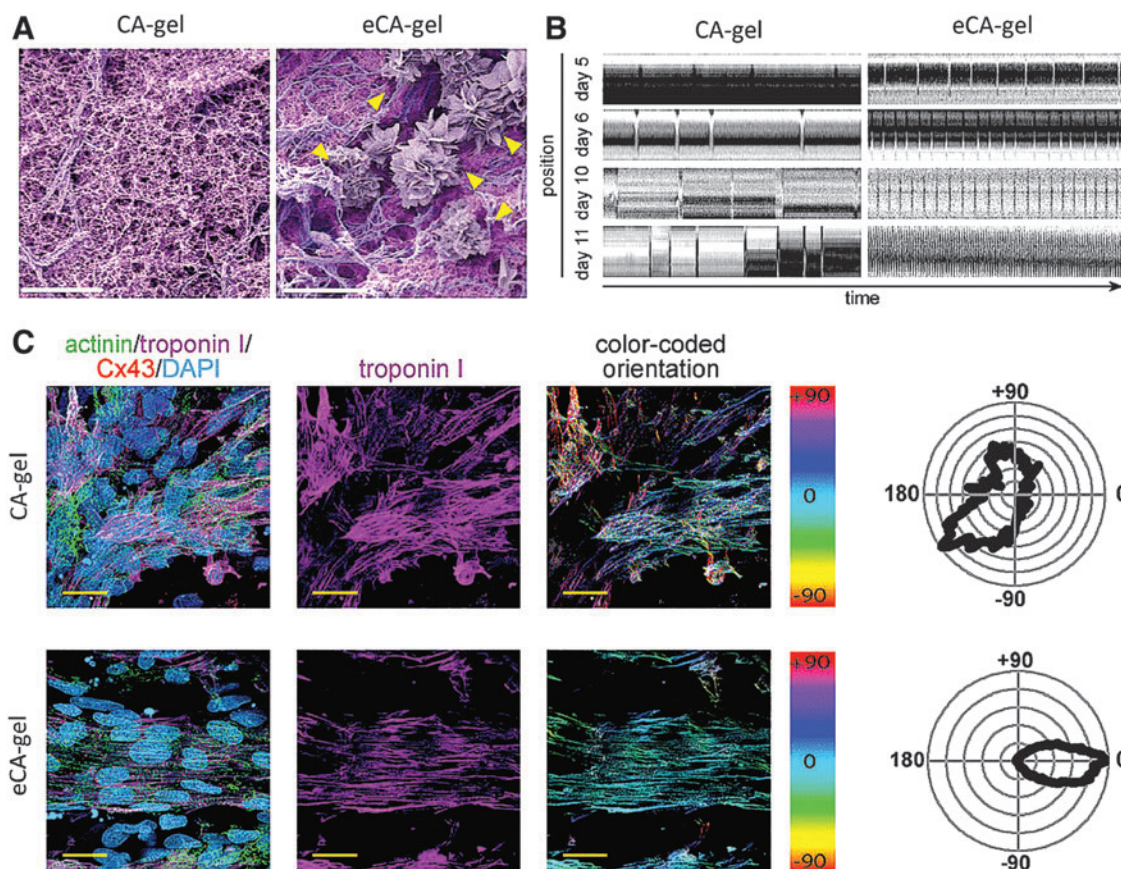 A
CA-gel
eCA-gel
B
CA-gel
eCA-gel
position
day 5
day 6
day 10
day 11
time
C
actinin/troponin I/
Cx43/DAPI
troponin I
color-coded
orientation
CA-gel
+90
0
-90
+90
180
0
-90
eCA-gel
+90
0
-90
+90
180
0
-90